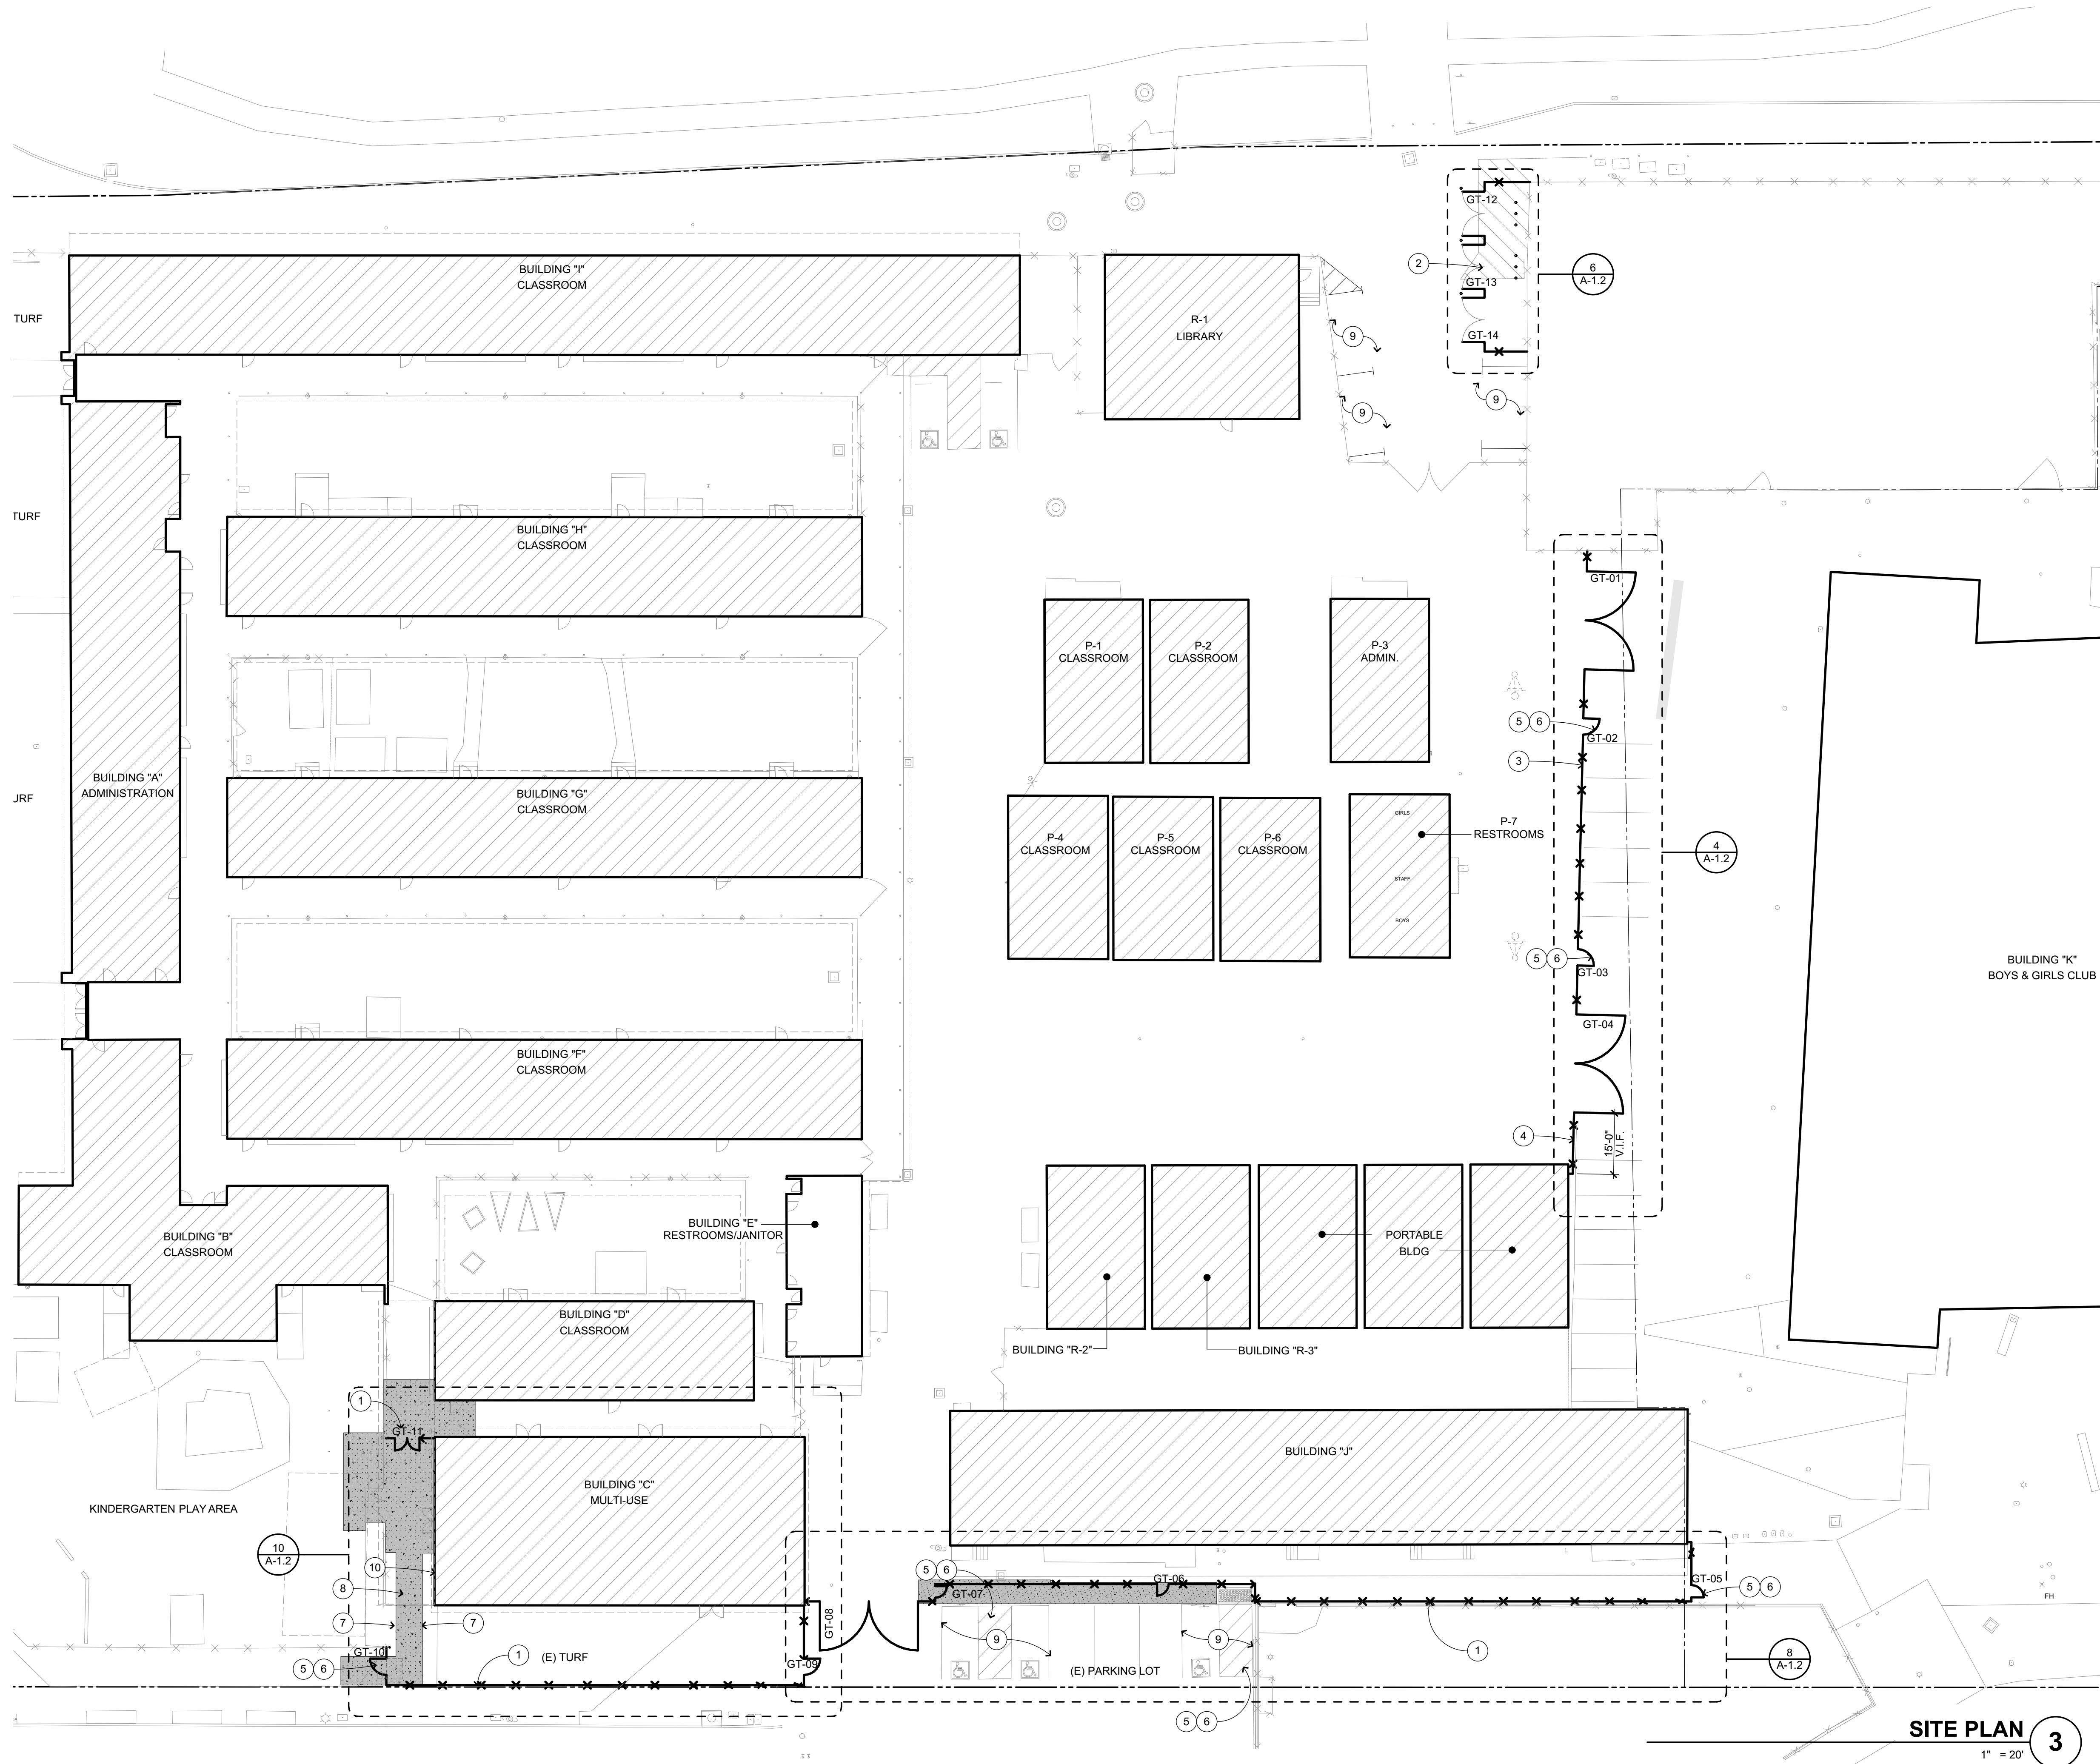 GT-12
2
6
A-1.2
GT-13
GT-14
BUILDING "I"
CLASSROOM
R-1
LIBRARY
TURF
9
9
9
TURF
BUILDING "H"
CLASSROOM
GT-01
P-1
CLASSROOM
P-2
CLASSROOM
P-3
ADMIN.
5
6
GT-02
3
BUILDING "A"
ADMINISTRATION
BUILDING "G"
CLASSROOM
P-4
CLASSROOM
P-5
CLASSROOM
P-6
CLASSROOM
GIRLS
STAFF
BOYS
P-7
RESTROOMS
4
A-1.2
5
6
GT-03
BUILDING "K"
BOYS & GIRLS CLUB
GT-04
BUILDING "F"
CLASSROOM
4
15'-0"
V.I.F.
BUILDING "E"
RESTROOMS/JANITOR
BUILDING "B"
CLASSROOM
PORTABLE
BLDG
BUILDING "D"
CLASSROOM
BUILDING "R-2"
BUILDING "R-3"
1
GT-11
BUILDING "J"
BUILDING "C"
MULTI-USE
KINDERGARTEN PLAY AREA
10
A-1.2
10
8
7
7
5
6
GT-07
GT-06
GT-05
5
6
FH
GT-08
9
9
1
GT-10
5
6
1
(E) TURF
GT-09
(E) PARKING LOT
8
A-1.2
5
6
SITE PLAN
1" = 20'
3